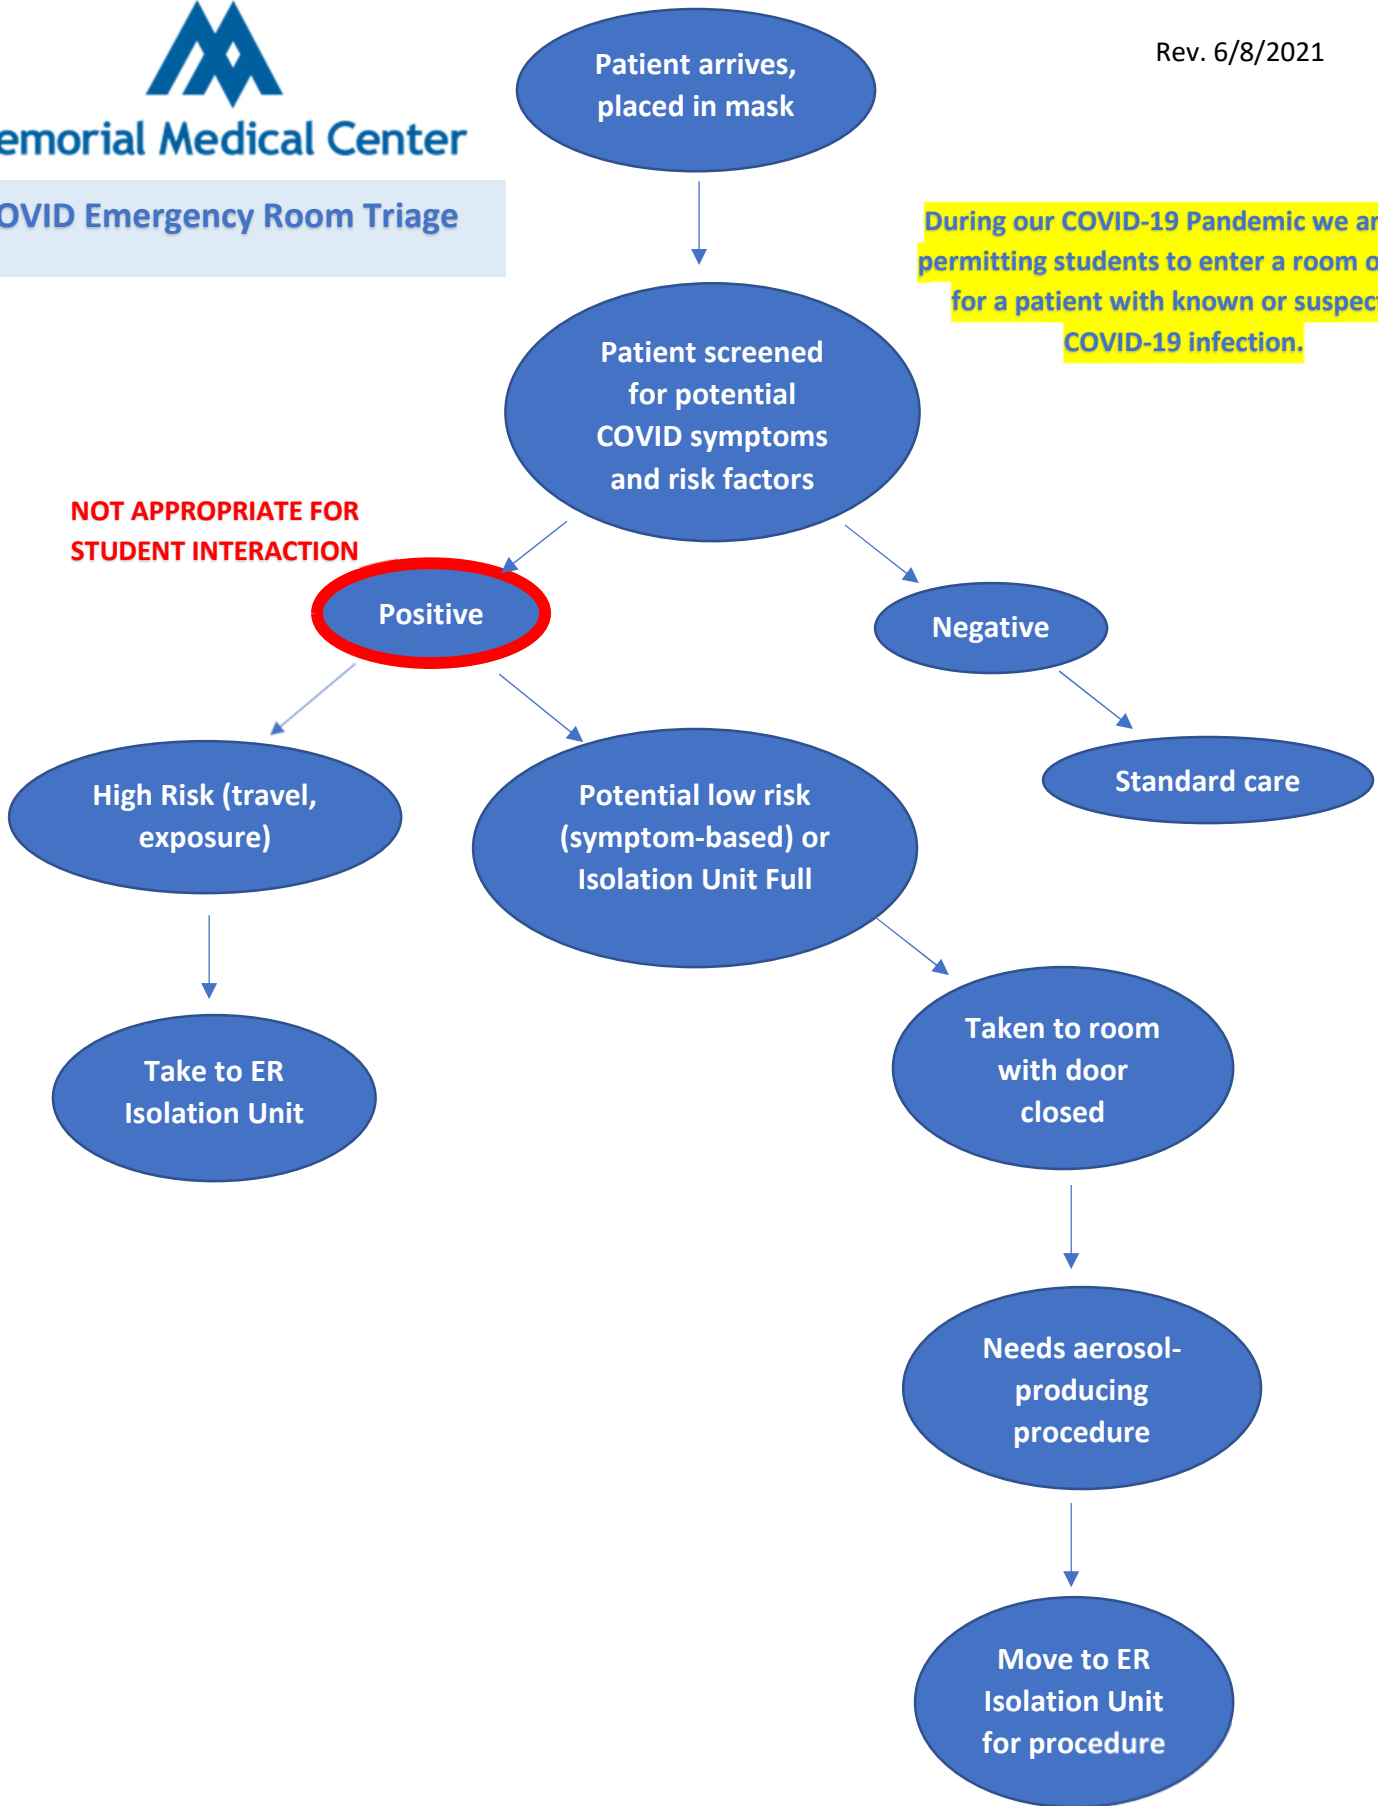 Rev. 6/8/2021
emorial Medical Center
OVID Emergency Room Triage
Patient arrives,
placed in mask
During our COVID-19 Pandemic we
permitting students to enter a room
for a patient with known or
COVID-19 infection.
Patient screened
for potential
COVID symptoms
and risk factors
NOT APPROPRIATE FOR
STUDENT INTERACTION
Positive
Negative
High Risk (travel,
exposure)
Potential low risk
(symptom-based) or
Isolation Unit Full
Standard care
Take to ER
Isolation Unit
Taken to room
with door
closed
Needs aerosol-
producing
procedure
Move to ER
Isolation Unit
for procedure